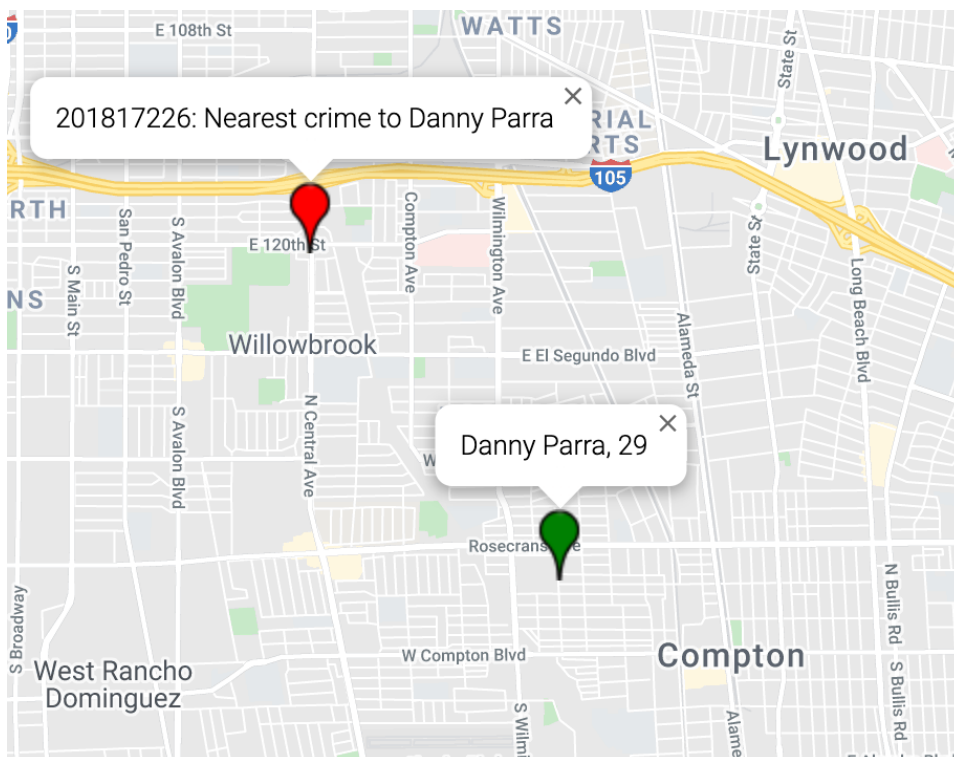 E 108th St
WATTS
State St
201817226: Nearest crime to Danny Parra
RIAL
RTS
Lynwood
105
RTH
San Pedro St
S Avalon Blvd
Compton Ave
Wilmington Ave
State St
E 120th St
S Main St
NS
Long Beach Blvd
Alameda St
Willowbrook
E El Segundo Blvd
N Central Ave
S Avalon Blvd
Danny Parra, 29
W
Rosecrans Ave
S Broadway
N Bullis Rd
W Compton Blvd
Compton
West Rancho
Dominguez
S Bullis Rd
S Wilmi
Alame